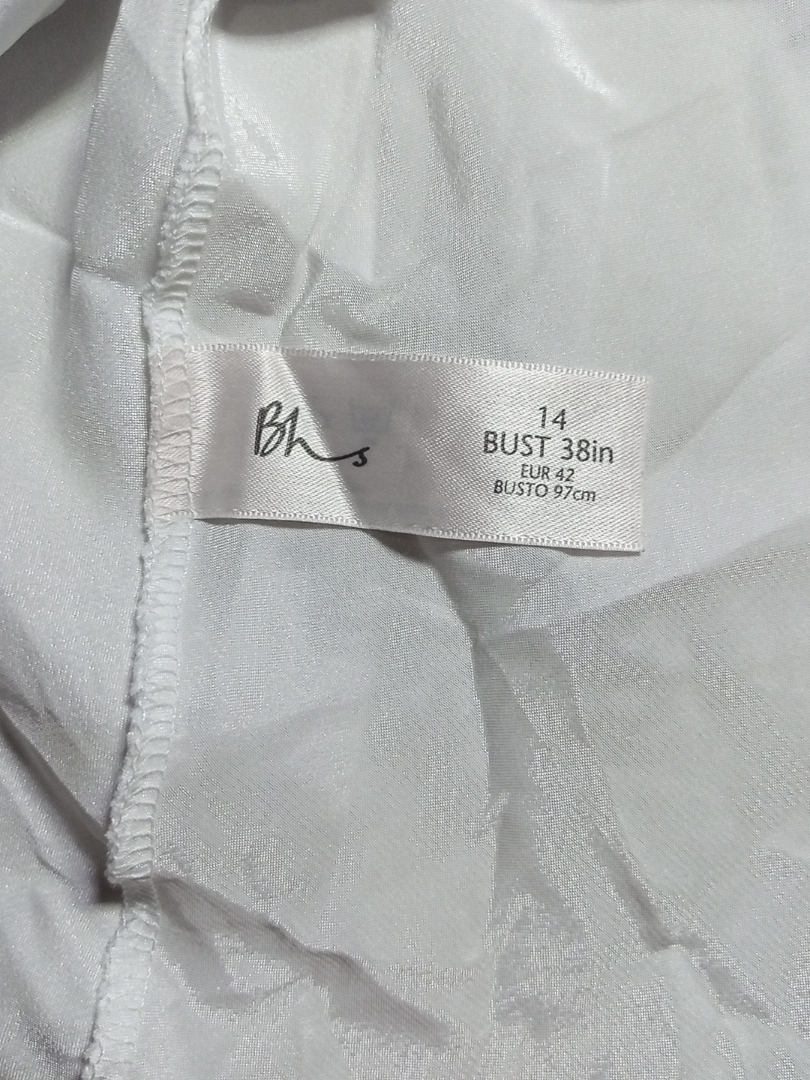 Bhs
14
BUST 38in
EUR 42
BUSTO 97cm